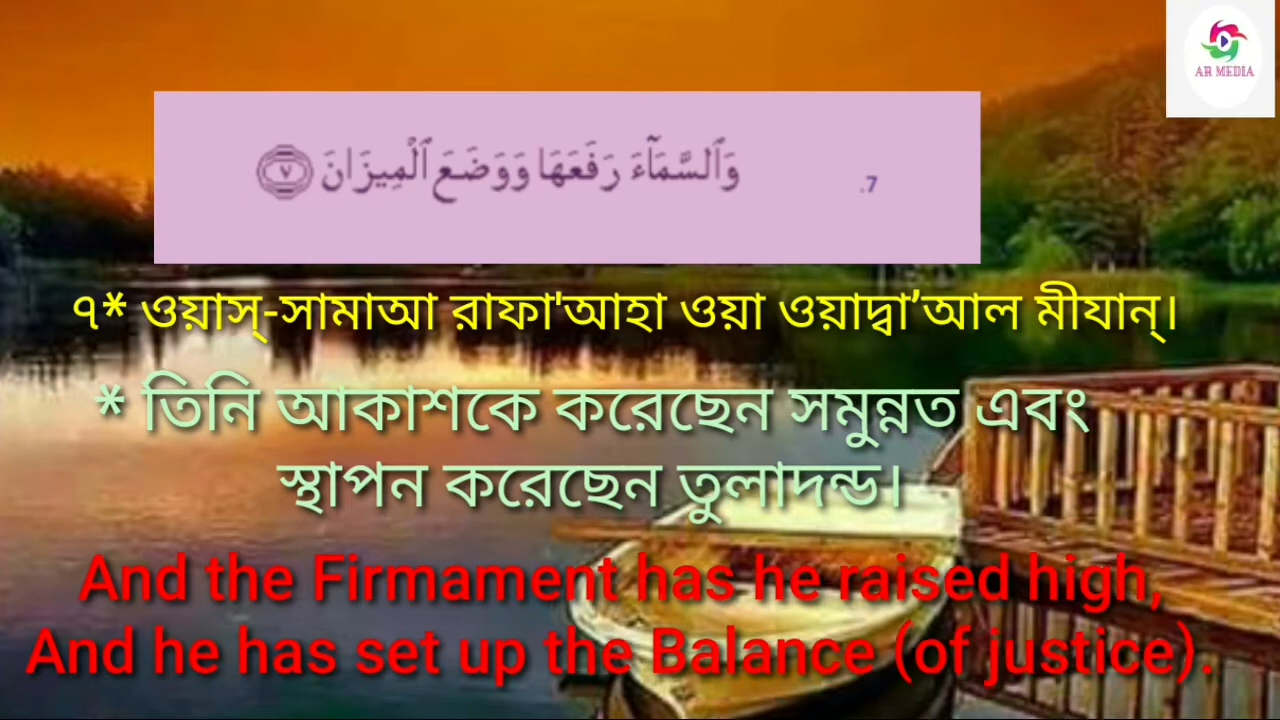 AR MEDIA
وَٱلسَّمَآءَ رَفَعَهَا وَوَضَعَ ٱلْمِيزَانَ ٧
.7
৭* ওয়াস্-সামাআ রাফা'আহা ওয়া ওয়াদ্বা’আল মীযান্।
* তিনি আকাশকে করেছেন সমুন্নত এবং
স্থাপন করেছেন তুলাদন্ড।
And the Firmament has he raised high,
And he has set up the Balance (of justice).